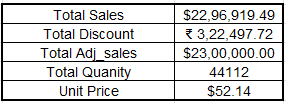 Total Sales $22,96,919.49
Total Discount ₹ 3,22,497.72
Total Adj_sales $23,00,000.00
Total Quanity 44112
Unit Price $52.14